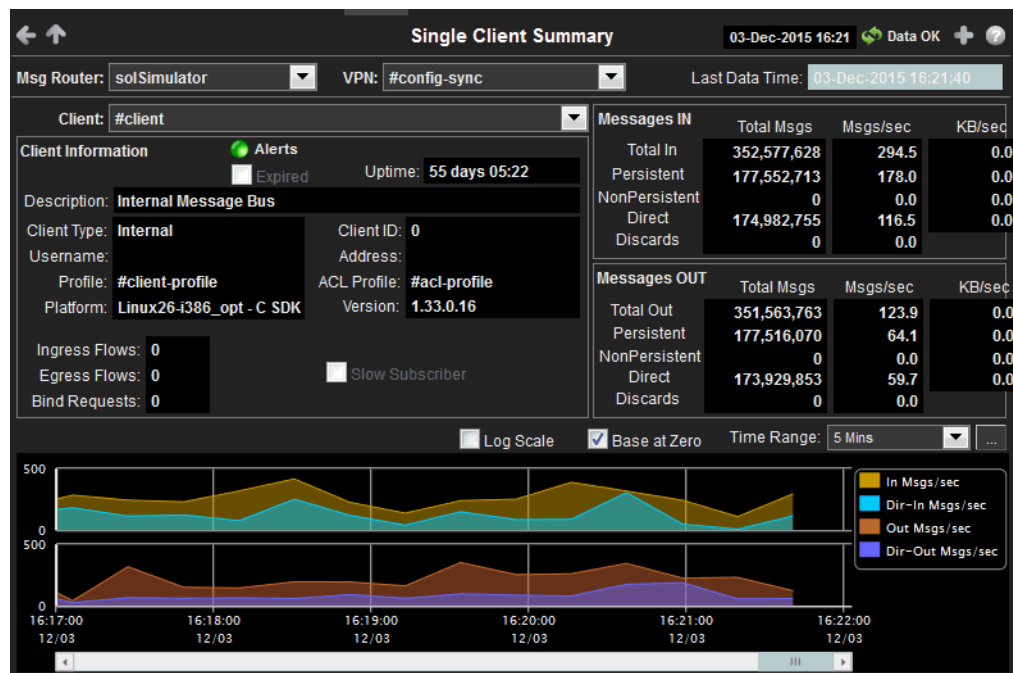 Single Client Summary 03-Dec-2015 16:21 Data OK
Msg Router: solSimulator VPN: #config-sync Last Data Time: 03-Dec-2015 16:21:40
Client: #client
Client Information Alerts
Expired Uptime: 55 days 05:22
Description: Internal Message Bus
Client Type: Internal Client ID: 0
Username: Address:
Profile: #client-profile ACL Profile: #acl-profile
Platform: Linux26-i386_opt - C SDK Version: 1.33.0.16
Ingress Flows: 0
Egress Flows: 0 Slow Subscriber
Bind Requests: 0
Messages IN Total Msgs Msgs/sec KB/sec
Total In 352,577,628 294.5 0.0
Persistent 177,552,713 178.0 0.0
NonPersistent 0 0.0 0.0
Direct 174,982,755 116.5 0.0
Discards 0 0.0
Messages OUT Total Msgs Msgs/sec KB/sec
Total Out 351,563,763 123.9 0.0
Persistent 177,516,070 64.1 0.0
NonPersistent 0 0.0 0.0
Direct 173,929,853 59.7 0.0
Discards 0 0.0
Log Scale Base at Zero Time Range: 5 Mins ...
500
0
500
0
16:17:00 16:18:00 16:19:00 16:20:00 16:21:00 16:22:00
12/03 12/03 12/03 12/03 12/03 12/03
In Msgs/sec
Dir-In Msgs/sec
Out Msgs/sec
Dir-Out Msgs/sec